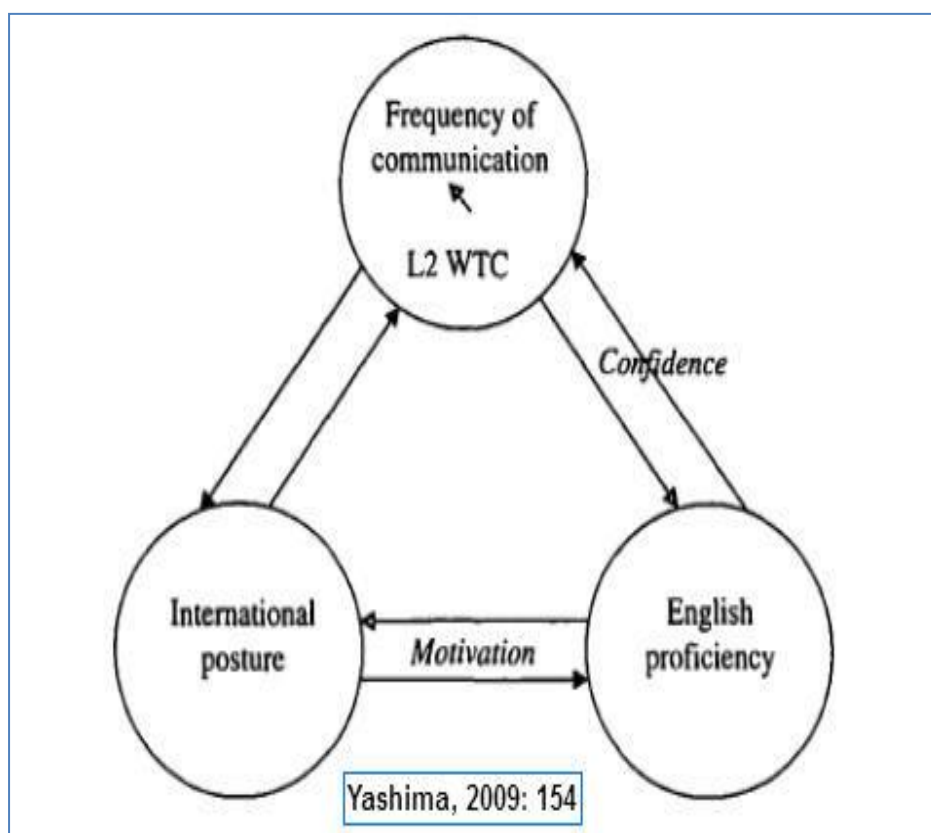 Frequency of
communication
L2 WTC
Confidence
International
posture
Motivation
English
proficiency
Yashima, 2009: 154